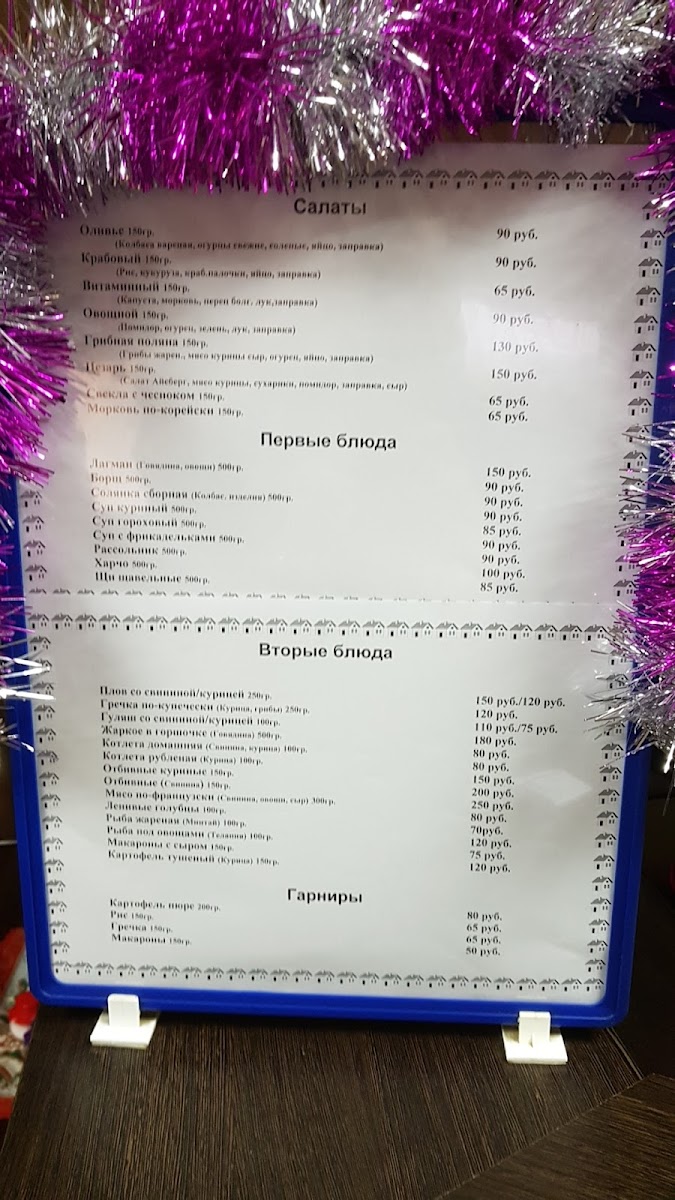 Салаты
Оливье 150гр. 90 руб.
(Колбаса вареная, огурцы свежие, соленые, яйцо, заправка)
Крабовый 150гр. 90 руб.
(Рис, кукуруза, краб.палочки, яйцо, заправка)
Витаминный 150гр. 65 руб.
(Капуста, морковь, перец болг, лук,заправка)
Овощной 150гр. 90 руб.
(Памидор, огурец, зелень, лук, заправка)
Грибная поляна 150гр. 130 руб.
(Грибы жарен., мясо курицы сыр, огурец, яйцо, заправка)
Цезарь 150гр. 150 руб.
(Салат Айсберг, мясо курицы, сухарики, помидор, заправка, сыр)
Свекла с чесноком 150гр. 65 руб.
Морковь по-корейски 150гр. 65 руб.
Первые блюда
Лагман (Говядина, овощи) 500гр. 150 руб.
Борщ 500гр. 90 руб.
Солянка сборная (Колбас, изделия) 500гр. 90 руб.
Суп куриный 500гр. 90 руб.
Суп гороховый 500гр. 85 руб.
Суп с фрикадельками 500гр. 90 руб.
Рассольник 500гр. 90 руб.
Харчо 500гр. 100 руб.
Щи щавельные 500гр. 85 руб.
Вторые блюда
Плов со свининой/курицей 250гр. 150 руб./120 руб.
Гречка по-купечески (Курица, грибы) 250гр. 120 руб.
Гуляш со свининой/курицей 100гр. 110 руб./75 руб.
Жаркое в горшочке (Говядина) 500гр. 180 руб.
Котлета домашняя (Свинина, курица) 100гр. 80 руб.
Котлета рубленая (Курица) 100гр. 80 руб.
Отбивные куриные 150гр. 150 руб.
Отбивные (Свинина) 150гр. 200 руб.
Мясо по-французски (Свинина, овощи, сыр) 300гр. 250 руб.
Ленивые голубцы 100гр. 80 руб.
Рыба жареная (Минтай) 100гр. 70руб.
Рыба под овощами (Телапия) 100гр. 120 руб.
Макароны с сыром 150гр. 75 руб.
Картофель тушеный (Курица) 150гр. 120 руб.
Гарниры
Картофель пюре 200гр. 80 руб.
Рис 150гр. 65 руб.
Гречка 150гр. 65 руб.
Макароны 150гр. 50 руб.